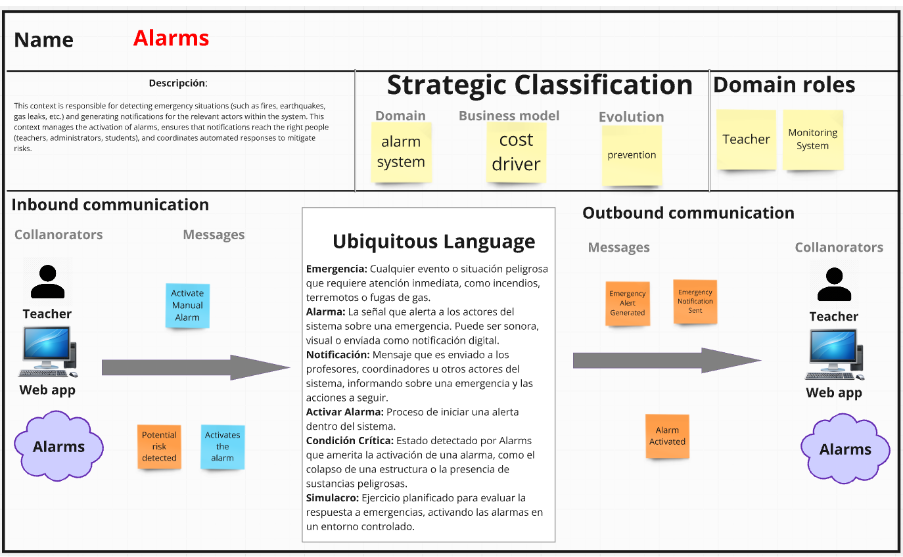 Name
Alarms
Descripción:
This context is responsible for detecting emergency situations (such as fires, earthquakes,
gas leaks, etc.) and generating notifications for the relevant actors within the system. This
context manages the activation of alarms, ensures that notifications reach the right people
(teachers, administrators, students), and coordinates automated responses to mitigate
risks.
Strategic Classification
Domain
alarm
system
Business model
cost
driver
Evolution
prevention
Domain roles
Teacher
Monitoring
System
Inbound communication
Collanorators
Messages
Teacher
Web app
Alarms
Activate
Manual
Alarm
Potential
risk
detected
Activates
the
alarm
Ubiquitous Language
Emergencia: Cualquier evento o situación peligrosa
que requiere atención inmediata, como incendios,
terremotos o fugas de gas.
Alarma: La señal que alerta a los actores del
sistema sobre una emergencia. Puede ser sonora,
visual o enviada como notificación digital.
Notificación: Mensaje que es enviado a los
profesores, coordinadores u otros actores del
sistema, informando sobre una emergencia y las
acciones a seguir.
Activar Alarma: Proceso de iniciar una alerta
dentro del sistema.
Condición Crítica: Estado detectado por Alarms
que amerita la activación de una alarma, como el
colapso de una estructura o la presencia de
sustancias peligrosas.
Simulacro: Ejercicio planificado para evaluar la
respuesta a emergencias, activando las alarmas en
un entorno controlado.
Outbound communication
Messages
Collanorators
Emergency
Alert
Generated
Emergency
Notification
Sent
Alarm
Activated
Teacher
Web app
Alarms